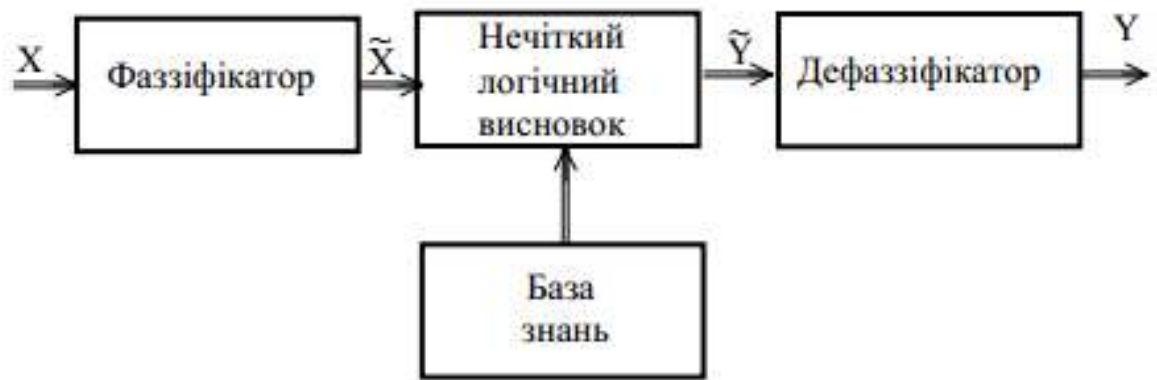 X
Фаззіфікатор
X̃
Нечіткий
логічний
висновок
Ỹ
Дефаззіфікатор
Y
База
знань